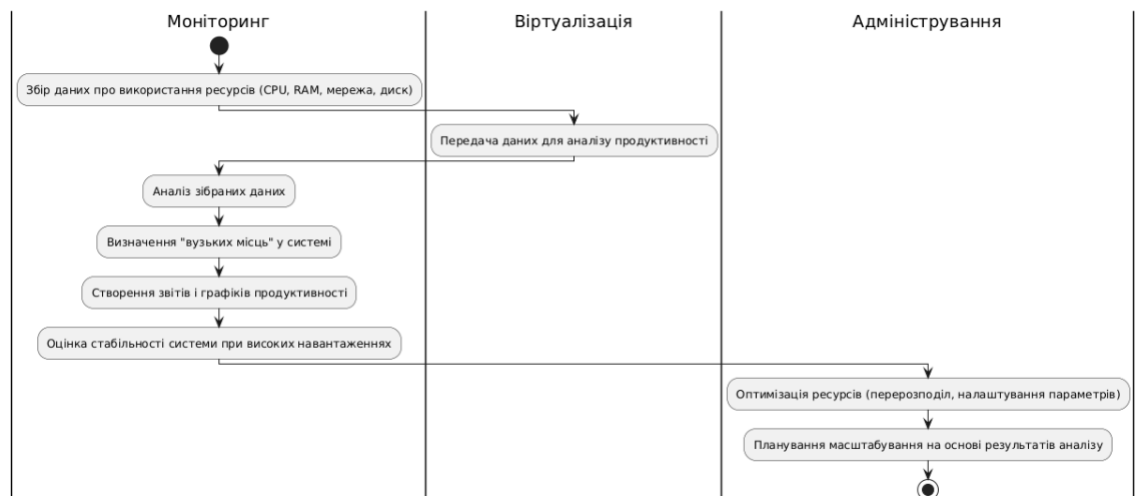 Моніторинг
Віртуалізація
Адміністрування
Збір даних про використання ресурсів (CPU, RAM, мережа, диск)
Передача даних для аналізу продуктивності
Аналіз зібраних даних
Визначення "вузьких місць" у системі
Створення звітів і графіків продуктивності
Оцінка стабільності системи при високих навантаженнях
Оптимізація ресурсів (перерозподіл, налаштування параметрів)
Планування масштабування на основі результатів аналізу